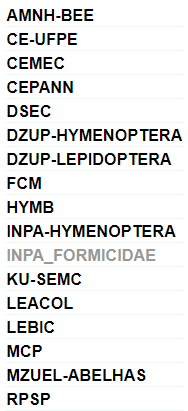 AMNH-BEE
CE-UFPE
CEMEC
CEPANN
DSEC
DZUP-HYMENOPTERA
DZUP-LEPIDOPTERA
FCM
HYMB
INPA-HYMENOPTERA
INPA_FORMICIDAE
KU-SEMC
LEACOL
LEBIC
MCP
MZUEL-ABELHAS
RPSP